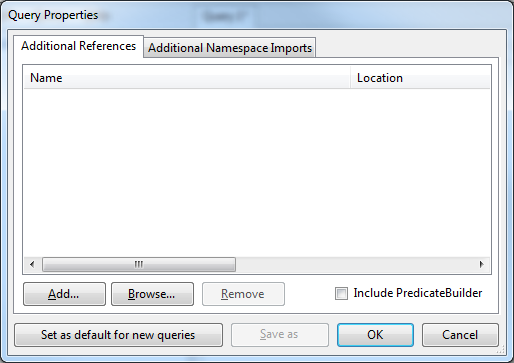 Query Properties
Additional References Additional Namespace Imports
Name Location
Add... Browse... Remove Include PredicateBuilder
Set as default for new queries Save as OK Cancel